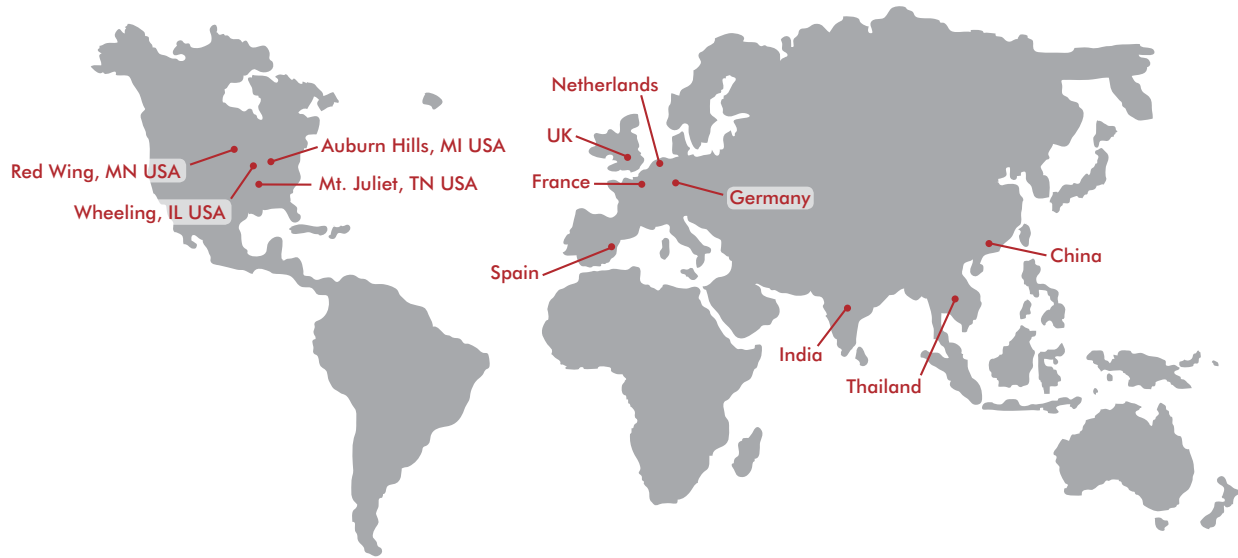 Netherlands
UK
Auburn Hills, MI USA
Red Wing, MN USA
France
Mt. Juliet, TN USA
Germany
Wheeling, IL USA
China
Spain
India
Thailand